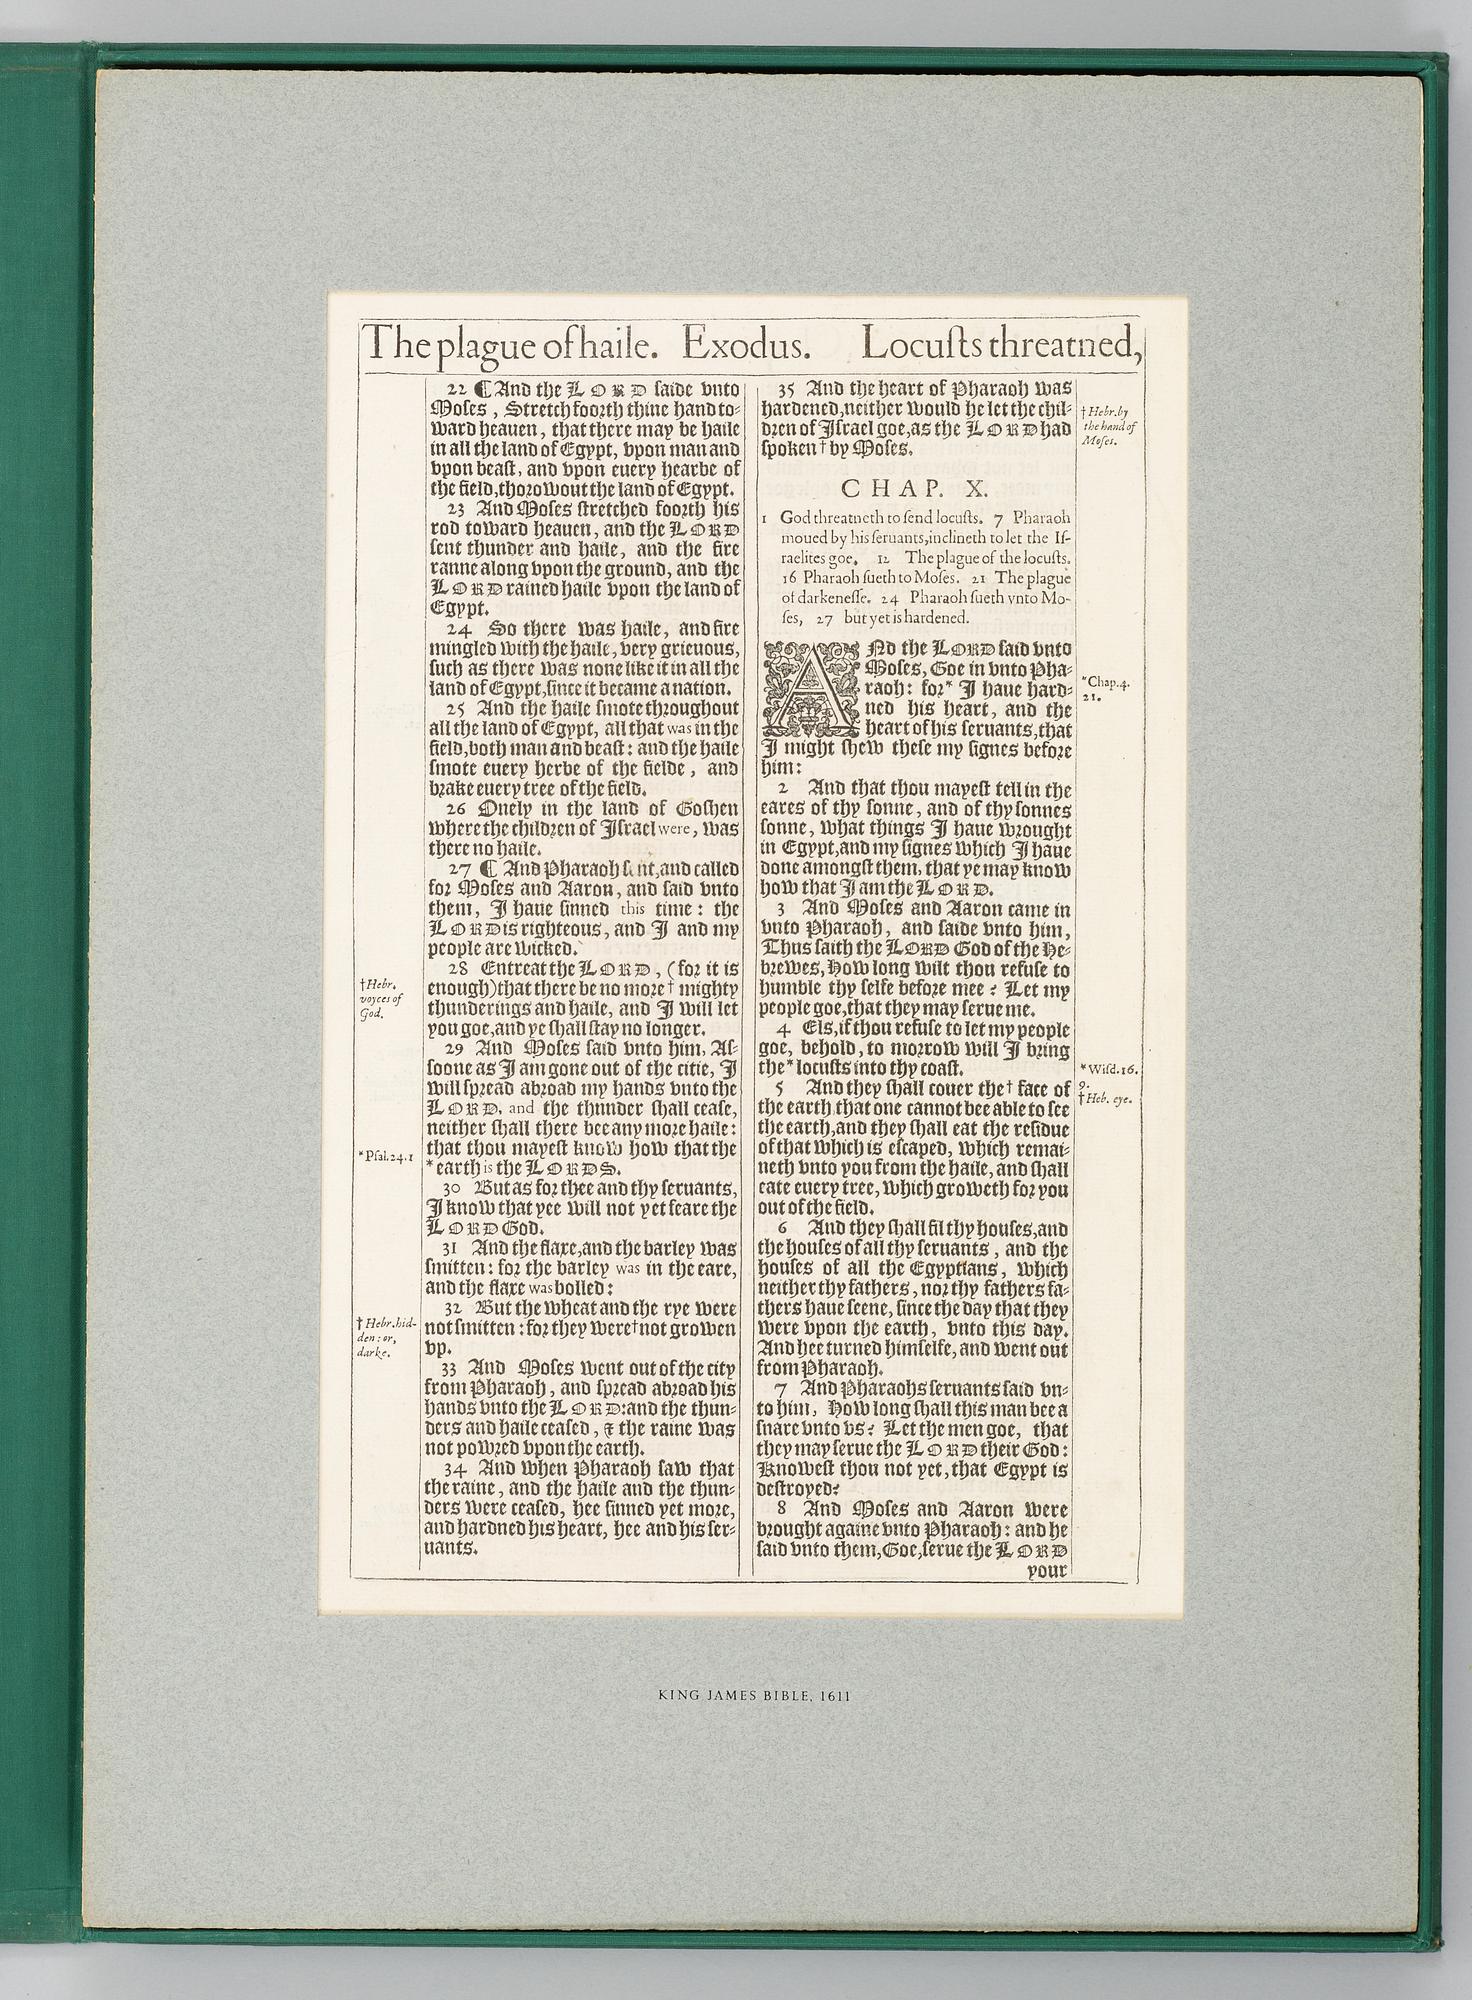 The plague of haile. Exodus. Locuſts threatned,
22 ¶ And the LORD ſaide vnto
Moſes, Stretch foorth thine hand to-
ward heauen, that there may be haile
in all the land of Egypt, vpon man and
vpon beaſt, and vpon euery hearbe of
the field, thorowout the land of Egypt.
23 And Moſes ſtretched foorth his
rod toward heauen, and the LORD
ſent thunder and haile, and the fire
ranne along vpon the ground, and the
LORD rained haile vpon the land of
Egypt.
24 So there was haile, and fire
mingled with the haile, very grieuous,
ſuch as there was none like it in all the
land of Egypt, ſince it became a nation.
25 And the haile ſmote throughout
all the land of Egypt, all that was in the
field, both man and beaſt: and the haile
ſmote euery herbe of the fielde, and
brake euery tree of the field.
26 Onely in the land of Goſhen
where the children of Iſrael were, was
there no haile.
27 ¶ And Pharaoh ſent, and called
for Moſes and Aaron, and ſaid vnto
them, I haue ſinned this time: the
LORD is righteous, and I and my
people are wicked.
28 Entreat the LORD, (for it is
enough) that there be no more † mighty
thunderings and haile, and I will let
you goe, and ye ſhall ſtay no longer.
29 And Moſes ſaid vnto him, Aſ-
ſoone as I am gone out of the citie, I
will ſpread abroad my hands vnto the
LORD, and the thunder ſhall ceaſe,
neither ſhall there bee any more haile:
that thou mayeſt know how that the
* earth is the LORDS.
30 But as for thee and thy ſeruants,
I know that yee will not yet feare the
LORD God.
31 And the flaxe, and the barley was
ſmitten: for the barley was in the eare,
and the flaxe was bolled:
32 But the wheat and the rye were
not ſmitten: for they were † not growen
vp.
33 And Moſes went out of the city
from Pharaoh, and ſpread abroad his
hands vnto the LORD: and the thun-
ders and haile ceaſed, & the raine was
not powred vpon the earth.
34 And when Pharaoh ſaw that
the raine, and the haile and the thun-
ders were ceaſed, hee ſinned yet more,
and hardned his heart, hee and his ſer-
uants.
† Hebr.
voyces of
God.
* Pſal. 24. 1
† Hebr. hid-
den: or,
darke.
35 And the heart of Pharaoh was
hardened, neither would he let the chil-
dren of Iſrael goe, as the LORD had
ſpoken † by Moſes.
CHAP. X.
1 God threatneth to ſend locuſts. 7 Pharaoh
moued by his ſeruants, inclineth to let the Iſ-
raelites goe. 12 The plague of the locuſts.
16 Pharaoh ſueth to Moſes. 21 The plague
of darkeneſſe. 24 Pharaoh ſueth vnto Mo-
ſes, 27 but yet is hardened.
AND the LORD ſaid vnto
Moſes, Goe in vnto Pha-
raoh: for * I haue hard-
ned his heart, and the
heart of his ſeruants, that
I might ſhew theſe my ſignes before
him:
2 And that thou mayeſt tell in the
eares of thy ſonne, and of thy ſonnes
ſonne, what things I haue wrought
in Egypt, and my ſignes which I haue
done amongſt them, that ye may know
how that I am the LORD.
3 And Moſes and Aaron came in
vnto Pharaoh, and ſaide vnto him,
Thus ſaith the LORD God of the He-
brewes, How long wilt thou refuſe to
humble thy ſelfe before mee? Let my
people goe, that they may ſerue me.
4 Els, if thou refuſe to let my people
goe, behold, to morrow will I bring
the * locuſts into thy coaſt.
5 And they ſhall couer the † face of
the earth, that one cannot bee able to ſee
the earth, and they ſhall eat the reſidue
of that which is eſcaped, which remai-
neth vnto you from the haile, and ſhall
eate euery tree, which groweth for you
out of the field.
6 And they ſhall fil thy houſes, and
the houſes of all thy ſeruants, and the
houſes of all the Egyptians, which
neither thy fathers, nor thy fathers fa-
thers haue ſeene, ſince the day that they
were vpon the earth, vnto this day.
And hee turned himſelfe, and went out
from Pharaoh.
7 And Pharaohs ſeruants ſaid vn-
to him, How long ſhall this man bee a
ſnare vnto vs? Let the men goe, that
they may ſerue the LORD their God:
Knoweſt thou not yet, that Egypt is
deſtroyed?
8 And Moſes and Aaron were
brought againe vnto Pharaoh: and he
ſaid vnto them, Goe, ſerue the LORD
your
† Hebr. by
the hand of
Moſes.
* Chap. 4.
21.
* Wiſd. 16.
9.
† Heb. eye.
KING JAMES BIBLE, 1611